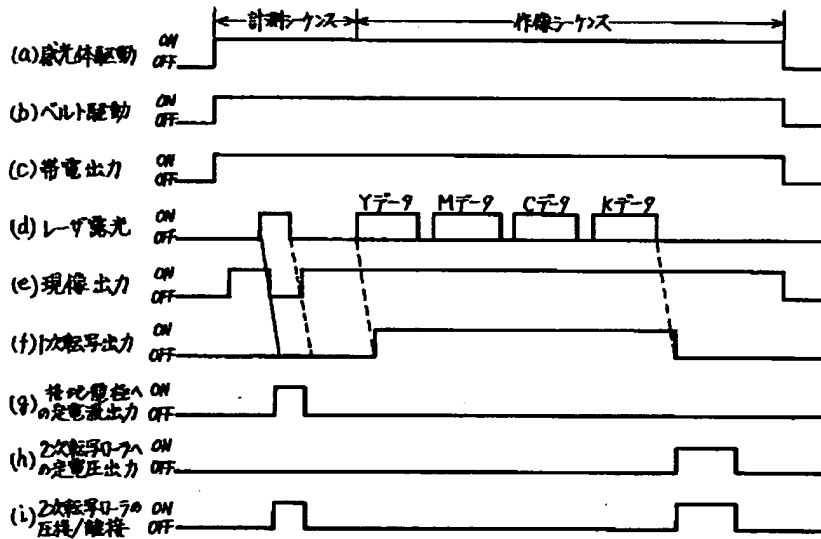 計測シーケンス 作像シーケンス
(a)感光体駆動 ON
OFF
(b)ベルト駆動 ON
OFF
(c)帯電出力 ON
OFF
Yデータ Mデータ Cデータ Kデータ
(d)レーザ露光 ON
OFF
(e)現像出力 ON
OFF
(f)1次転写出力 ON
OFF
(g)接地電極へ ON
の定電流出力 OFF
(h)2次転写ローラへ ON
の定電圧出力 OFF
(i)2次転写ローラの ON
圧接/離接 OFF